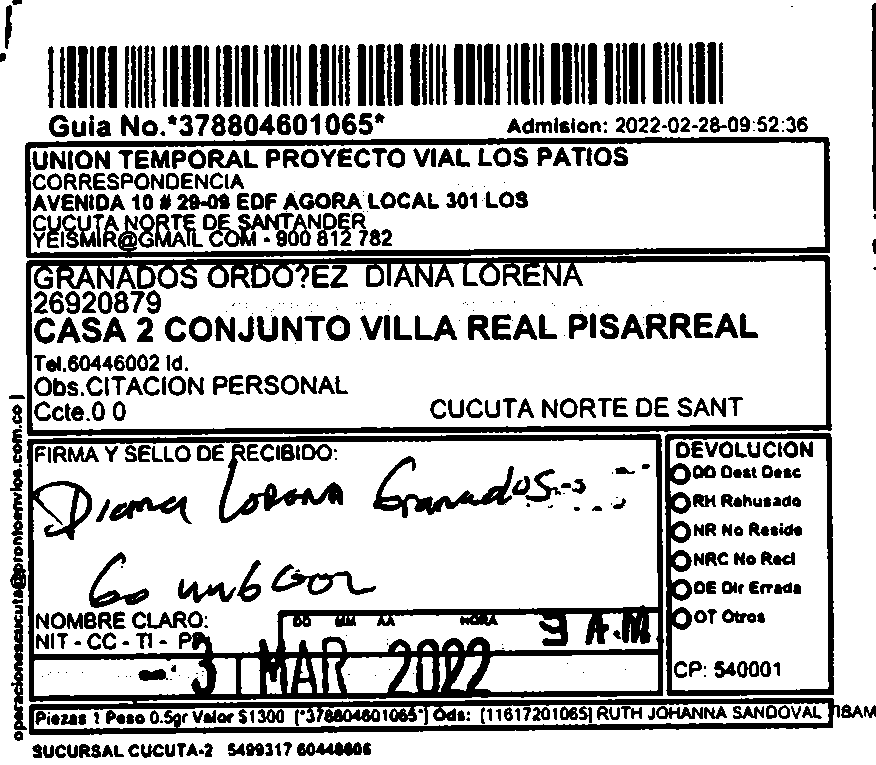 Guia No.*378804601065*
Admision: 2022-02-28-09:52:36
UNION TEMPORAL PROYECTO VIAL LOS PATIOS
CORRESPONDENCIA
AVENIDA 10 # 29-09 EDF AGORA LOCAL 301 LOS
CUCUTA NORTE DE SANTANDER
YEISMIR@GMAIL COM - 900 812 782
GRANADOS ORDO?EZ DIANA LORENA
26920879
CASA 2 CONJUNTO VILLA REAL PISARREAL
Tel.60446002 Id.
Obs.CITACION PERSONAL
Ccte.0 0 CUCUTA NORTE DE SANT
operacionescucuta@prontoenvios.com.co
FIRMA Y SELLO DE RECIBIDO:
Diana Lorena Granados
NOMBRE CLARO:
NIT - CC - TI - PP
DD MM AA HORA
9 A.M.
31 MAR 2022
DEVOLUCION
DD Dest Desc
RH Rahusado
NR No Reside
NRC No Recl
DE Dir Errada
OT Otros
CP: 540001
Piezas 1 Peso 0.5gr Valor $1300 [*378804601065*] Ods: [11617201065] RUTH JOHANNA SANDOVAL
SUCURSAL CUCUTA-2 5499317 60448606